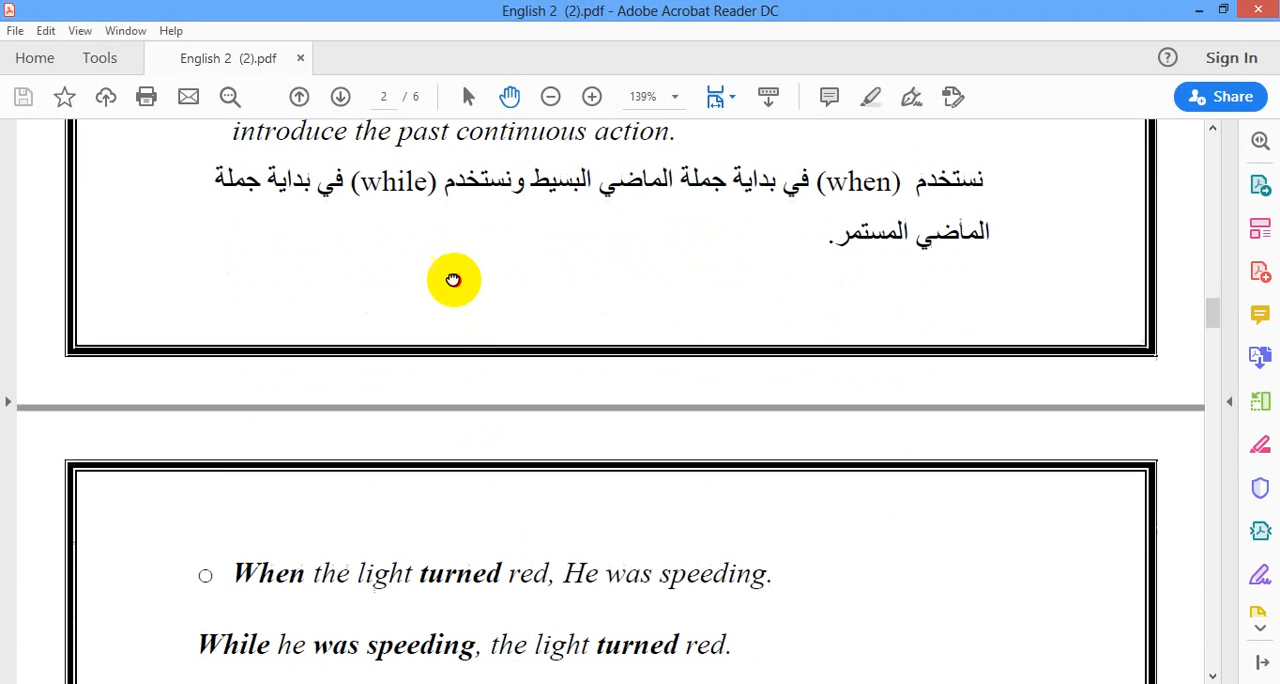 English 2 (2).pdf - Adobe Acrobat Reader DC
File Edit View Window Help
Home Tools English 2 (2).pdf × Sign In
2 / 6 139% Share
introduce the past continuous action.
نستخدم (when) في بداية جملة الماضي البسيط ونستخدم (while) في بداية جملة
الماضي المستمر.
When the light turned red, He was speeding.
While he was speeding, the light turned red.